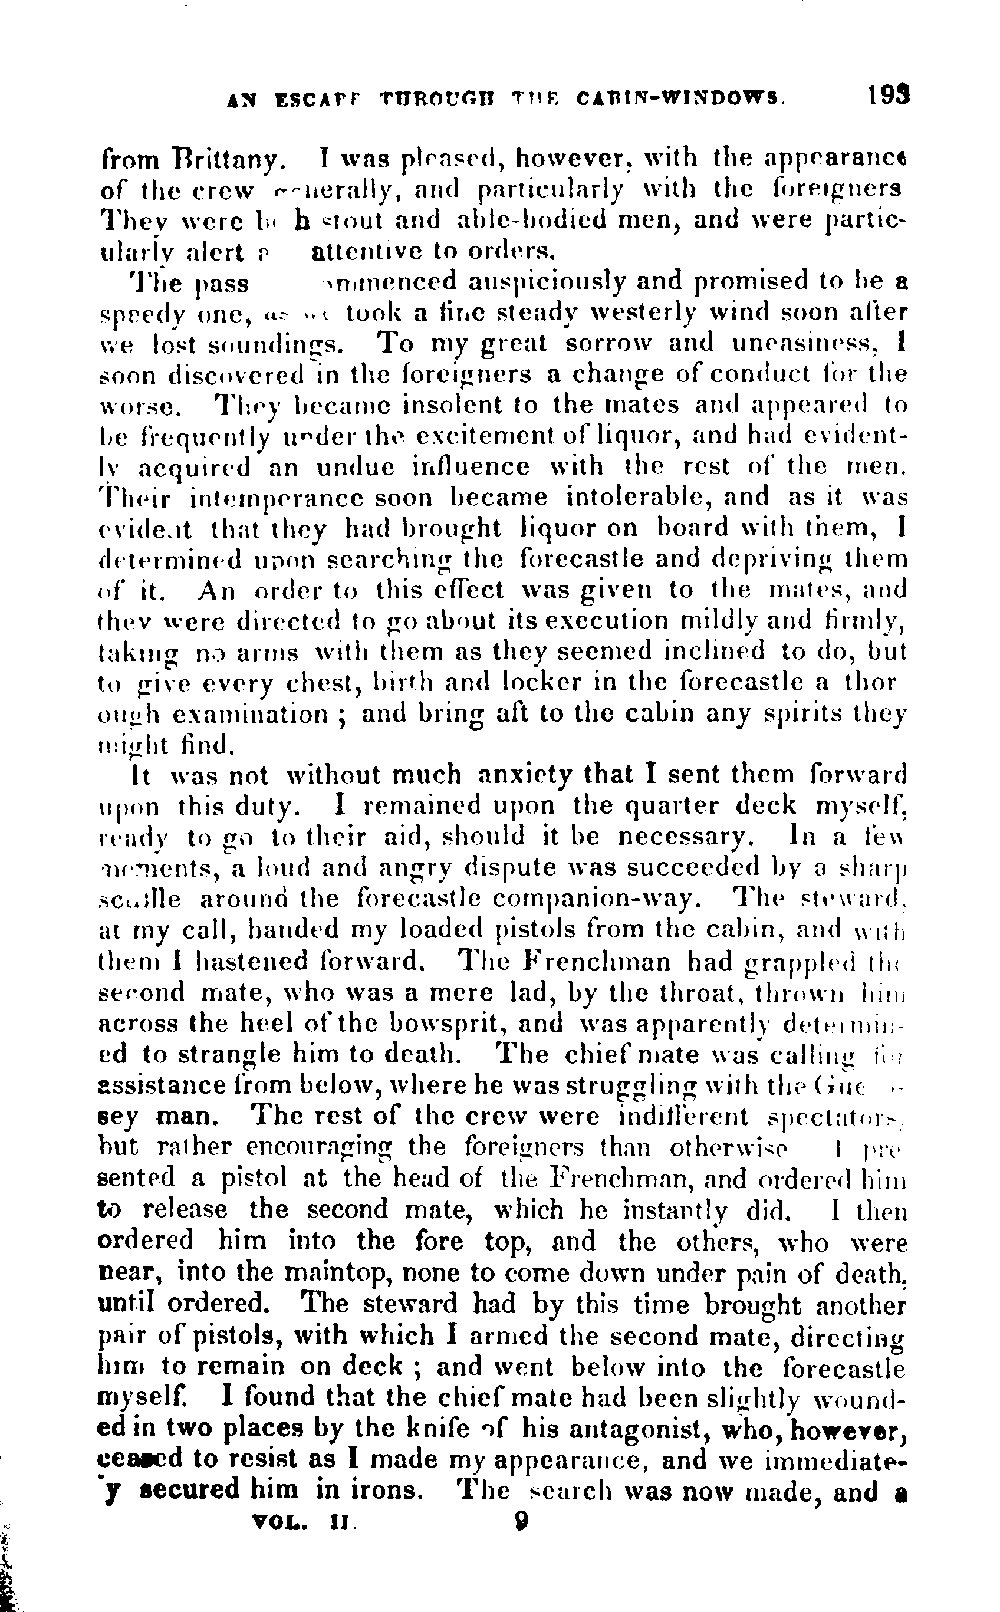 AN ESCAPE THROUGH THE CABIN-WINDOWS. 193
from Brittany. I was pleased, however, with the appearance
of the crew generally, and particularly with the foreigners
They were both stout and able-bodied men, and were partic-
ularly alert attentive to orders.
The pass mmenced auspiciously and promised to be a
speedy one, as we took a fine steady westerly wind soon after
we lost soundings. To my great sorrow and uneasiness, I
soon discovered in the foreigners a change of conduct for the
worse. They became insolent to the mates and appeared to
be frequently under the excitement of liquor, and had evident-
ly acquired an undue influence with the rest of the men.
Their intemperance soon became intolerable, and as it was
evident that they had brought liquor on board with them, I
determined upon searching the forecastle and depriving them
of it. An order to this effect was given to the mates, and
they were directed to go about its execution mildly and firmly,
taking no arms with them as they seemed inclined to do, but
to give every chest, birth and locker in the forecastle a thor
ough examination ; and bring aft to the cabin any spirits they
might find.
It was not without much anxiety that I sent them forward
upon this duty. I remained upon the quarter deck myself,
ready to go to their aid, should it be necessary. In a few
moments, a loud and angry dispute was succeeded by a sharp
scuffle around the forecastle companion-way. The steward,
at my call, handed my loaded pistols from the cabin, and with
them I hastened forward. The Frenchman had grappled the
second mate, who was a mere lad, by the throat, thrown him
across the heel of the bowsprit, and was apparently determin-
ed to strangle him to death. The chief mate was calling for
assistance from below, where he was struggling with the Gue -
sey man. The rest of the crew were indifferent spectators,
but rather encouraging the foreigners than otherwise I pre
sented a pistol at the head of the Frenchman, and ordered him
to release the second mate, which he instantly did. I then
ordered him into the fore top, and the others, who were
near, into the maintop, none to come down under pain of death,
until ordered. The steward had by this time brought another
pair of pistols, with which I armed the second mate, directing
him to remain on deck ; and went below into the forecastle
myself. I found that the chief mate had been slightly wound-
ed in two places by the knife of his antagonist, who, however,
ceased to resist as I made my appearance, and we immediate-
y secured him in irons. The search was now made, and a
VOL. II. 9